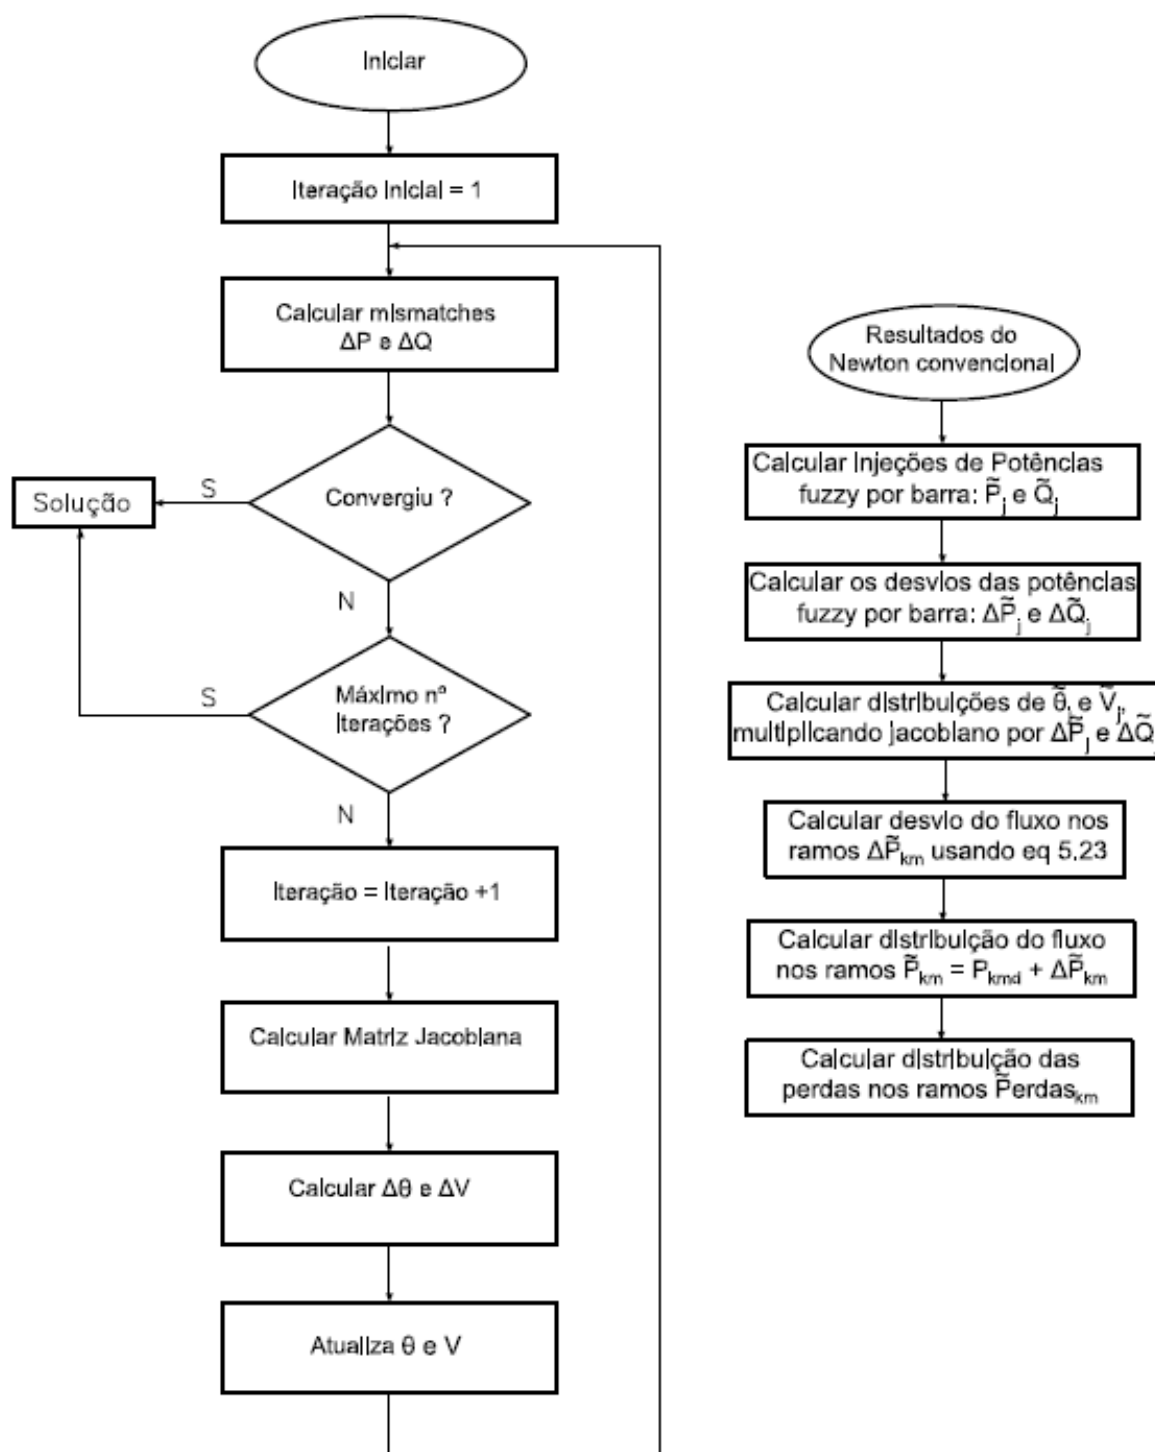 Iniciar
Iteração Inicial = 1
Calcular mismatches
ΔP e ΔQ
Convergiu ?
S
Solução
N
Máximo nº
Iterações ?
S
N
Iteração = Iteração +1
Calcular Matriz Jacobiana
Calcular Δθ e ΔV
Atualiza θ e V
Resultados do
Newton convencional
Calcular Injeções de Potências
fuzzy por barra: P̃j e Q̃j
Calcular os desvios das potências
fuzzy por barra: ΔP̃j e ΔQ̃j
Calcular distribuições de θ̃j e Ṽj,
multiplicando jacobiano por ΔP̃j e ΔQ̃j
Calcular desvio do fluxo nos
ramos ΔP̃km usando eq 5.23
Calcular distribuição do fluxo
nos ramos P̃km = Pkmd + ΔP̃km
Calcular distribuição das
perdas nos ramos P̃erdaskm